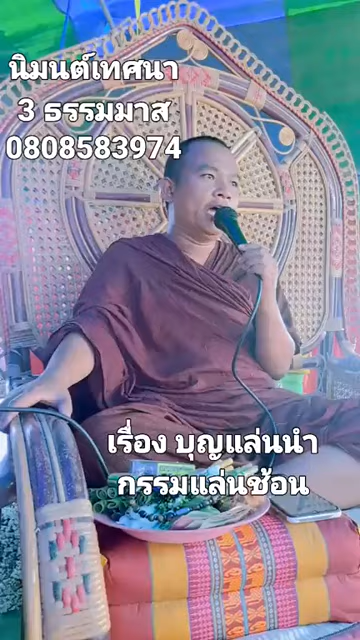 นิมนต์เทศนา
3 ธรรมมาส
0808583974
เรื่อง บุญแล่นนำ
กรรมแล่นซ้อน